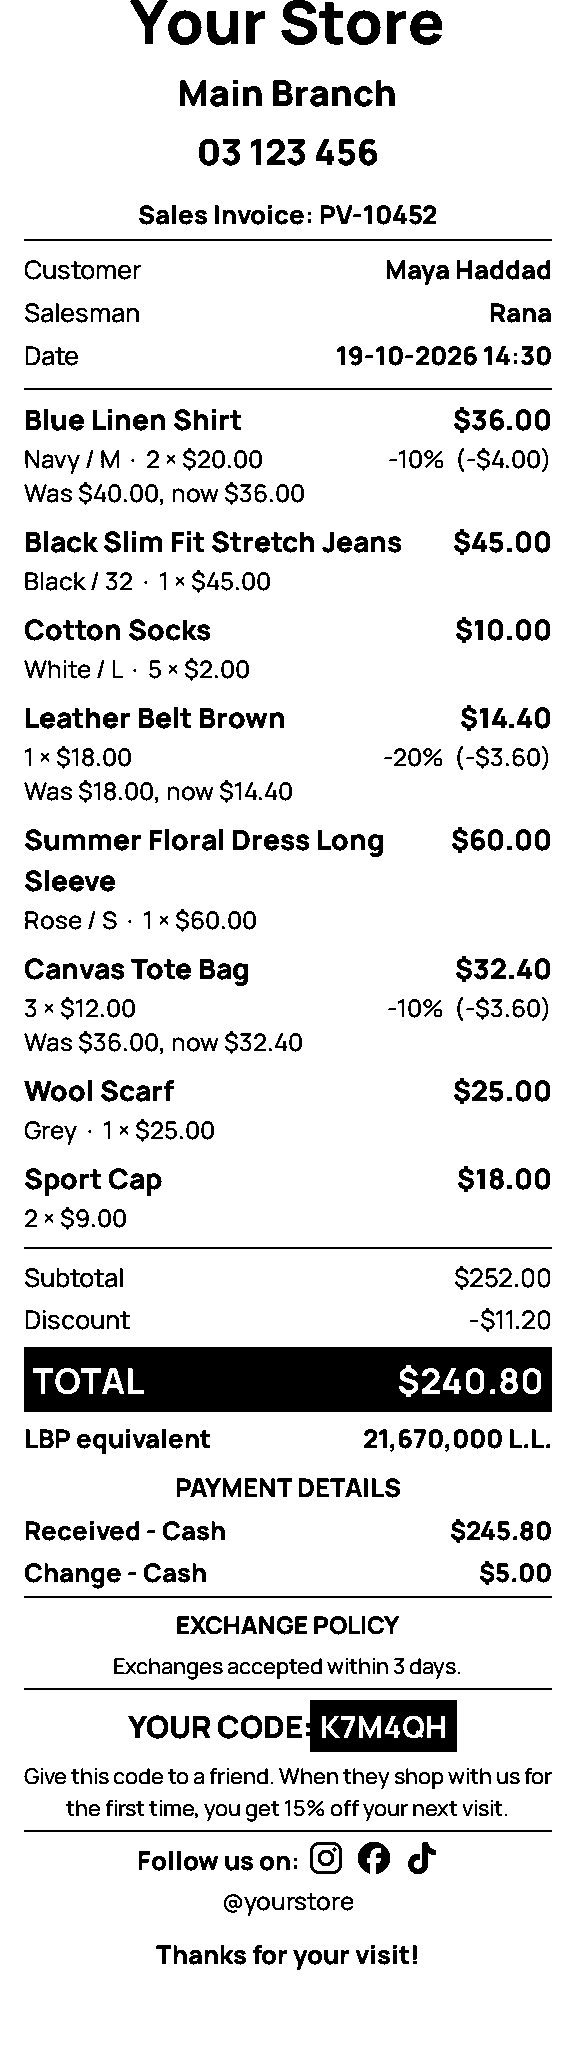 Your Store
Main Branch
03 123 456
Sales Invoice: PV-10452
Customer Maya Haddad
Salesman Rana
Date 19-10-2026 14:30
Blue Linen Shirt $36.00
Navy / M · 2 × $20.00 -10% (-$4.00)
Was $40.00, now $36.00
Black Slim Fit Stretch Jeans $45.00
Black / 32 · 1 × $45.00
Cotton Socks $10.00
White / L · 5 × $2.00
Leather Belt Brown $14.40
1 × $18.00 -20% (-$3.60)
Was $18.00, now $14.40
Summer Floral Dress Long $60.00
Sleeve
Rose / S · 1 × $60.00
Canvas Tote Bag $32.40
3 × $12.00 -10% (-$3.60)
Was $36.00, now $32.40
Wool Scarf $25.00
Grey · 1 × $25.00
Sport Cap $18.00
2 × $9.00
Subtotal $252.00
Discount -$11.20
TOTAL $240.80
LBP equivalent 21,670,000 L.L.
PAYMENT DETAILS
Received - Cash $245.80
Change - Cash $5.00
EXCHANGE POLICY
Exchanges accepted within 3 days.
YOUR CODE: K7M4QH
Give this code to a friend. When they shop with us for
the first time, you get 15% off your next visit.
Follow us on:
@yourstore
Thanks for your visit!